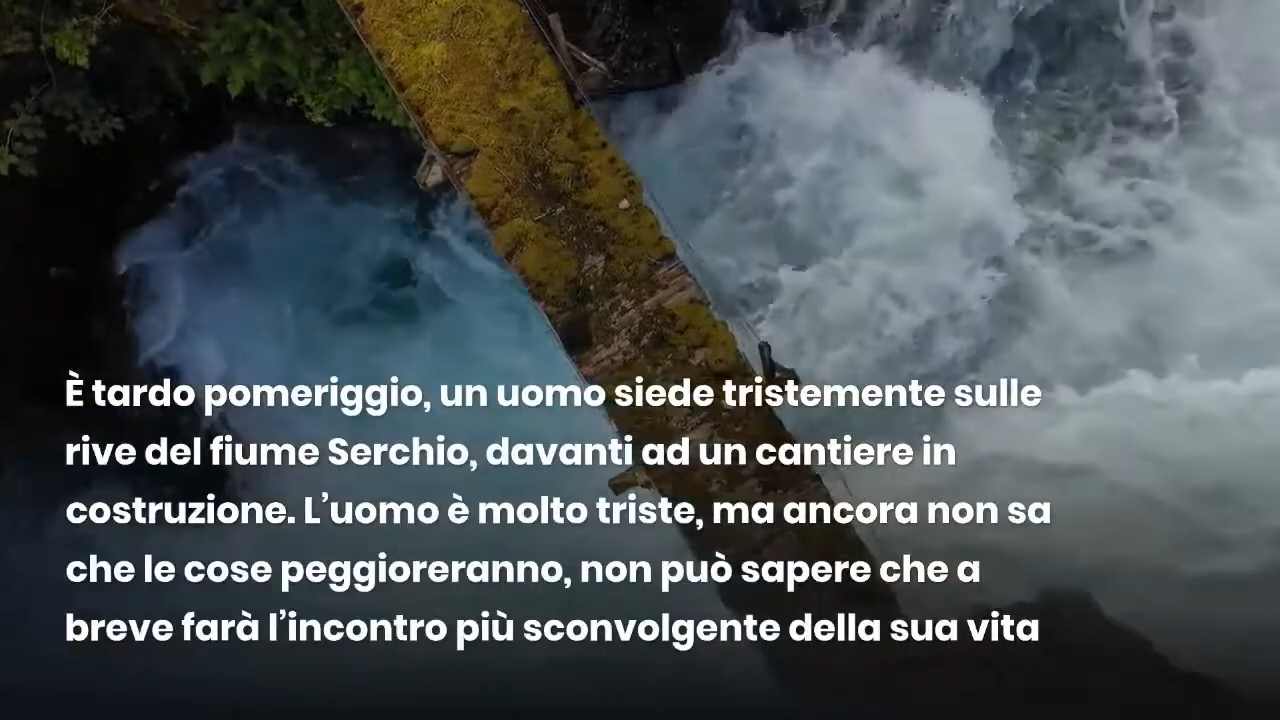 È tardo pomeriggio, un uomo siede tristemente sulle
rive del fiume Serchio, davanti ad un cantiere in
costruzione. L’uomo è molto triste, ma ancora non sa
che le cose peggioreranno, non può sapere che a
breve farà l’incontro più sconvolgente della sua vita